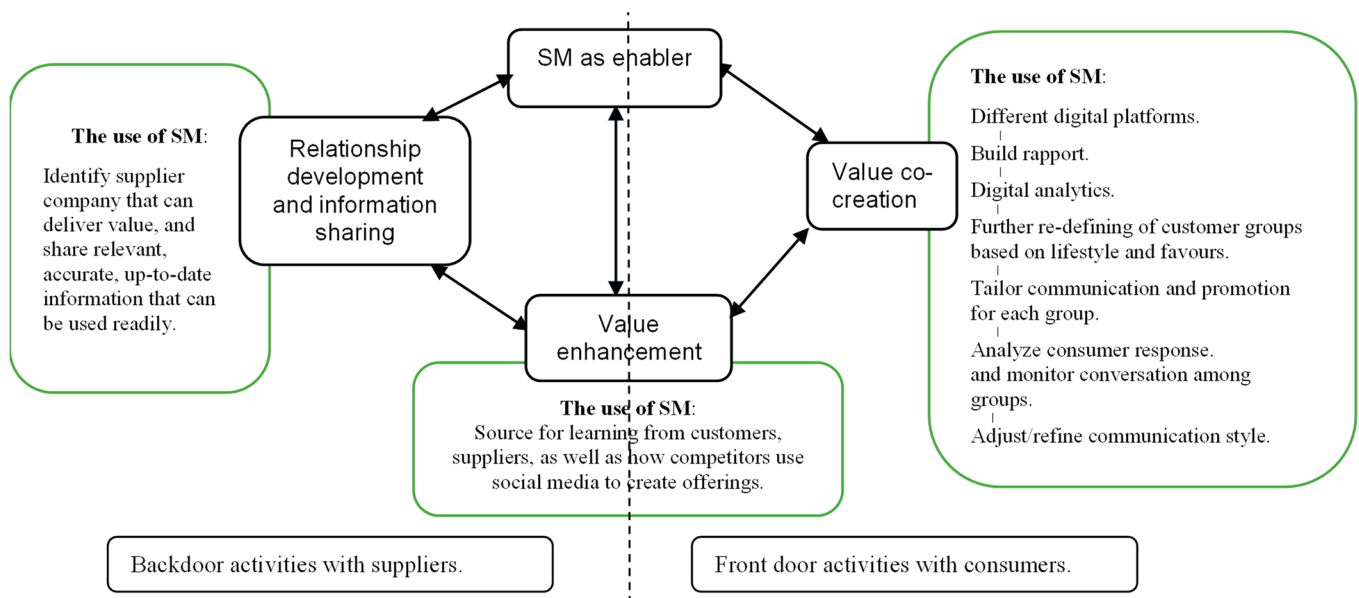 SM as enabler
The use of SM:
Identify supplier
company that can
deliver value, and
share relevant,
accurate, up-to-date
information that can
be used readily.
Relationship
development
and information
sharing
Value co-
creation
The use of SM:
Different digital platforms.
Build rapport.
Digital analytics.
Further re-defining of customer groups
based on lifestyle and favours.
Tailor communication and promotion
for each group.
Analyze consumer response.
and monitor conversation among
groups.
Adjust/refine communication style.
Value
enhancement
The use of SM:
Source for learning from customers,
suppliers, as well as how competitors use
social media to create offerings.
Backdoor activities with suppliers.
Front door activities with consumers.